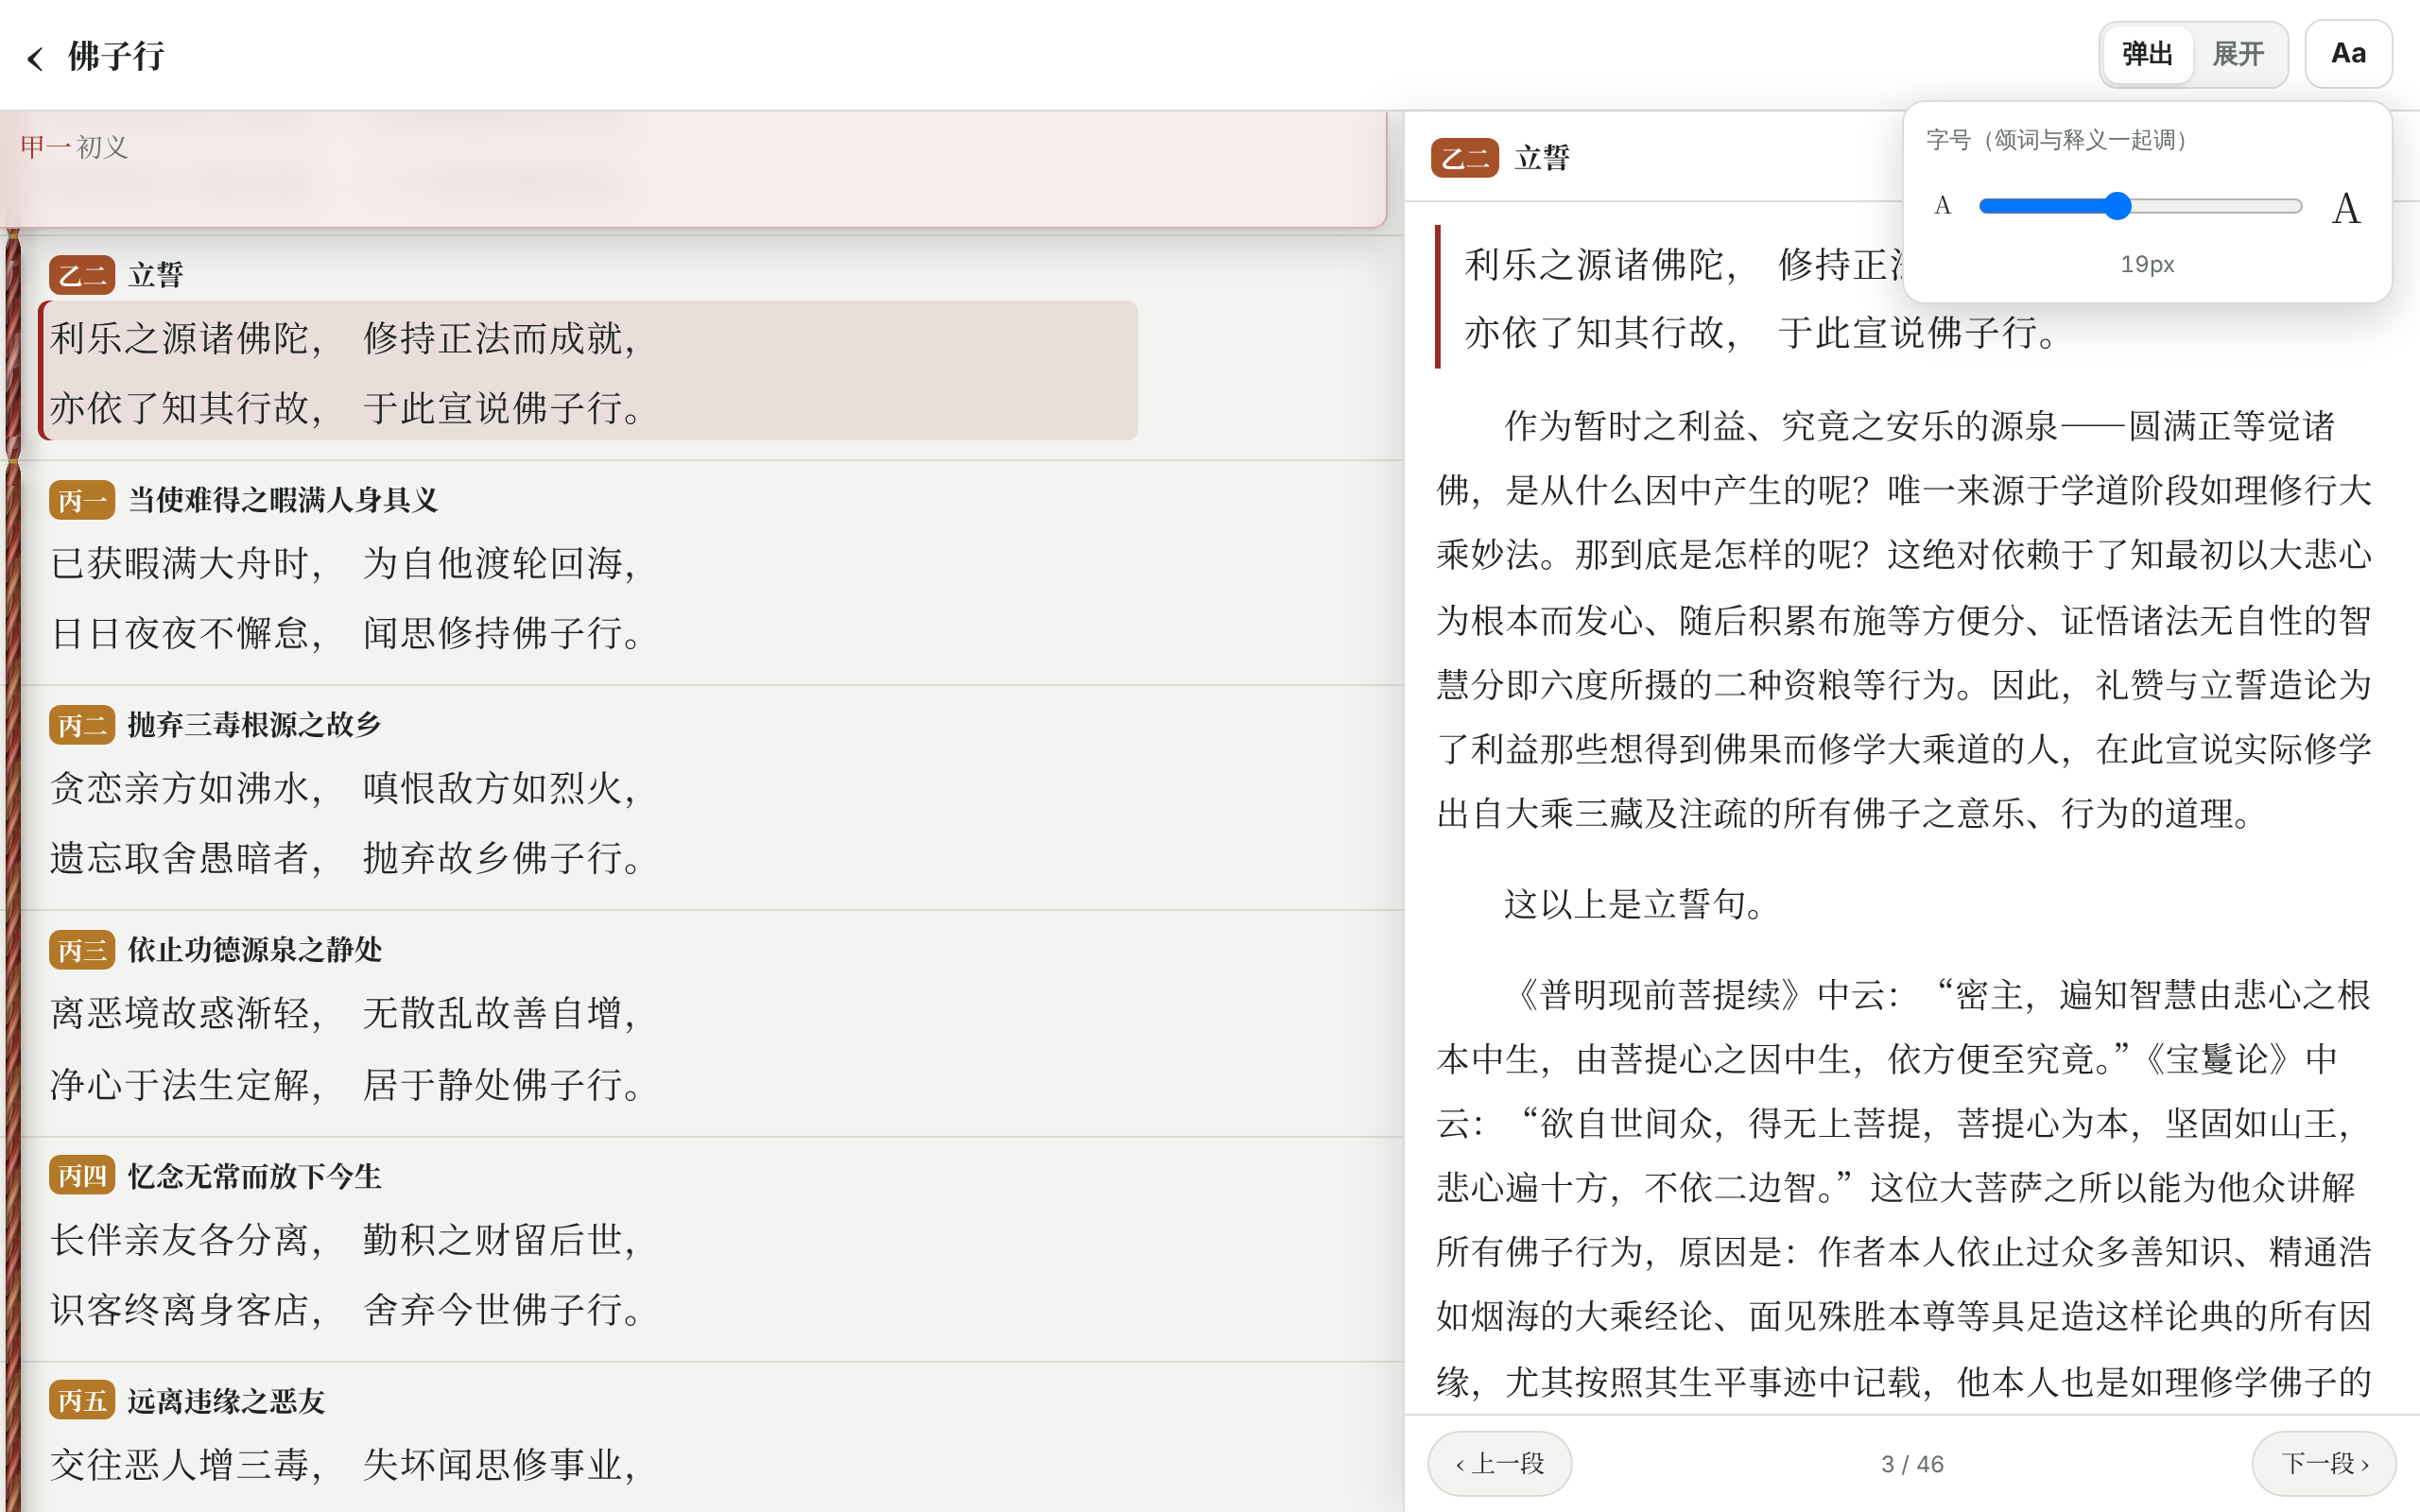 佛子行
弹出 展开 Aa
甲一 初义
乙二 立誓
利乐之源诸佛陀， 修持正法而成就，
亦依了知其行故， 于此宣说佛子行。
丙一 当使难得之暇满人身具义
已获暇满大舟时， 为自他渡轮回海，
日日夜夜不懈怠， 闻思修持佛子行。
丙二 抛弃三毒根源之故乡
贪恋亲方如沸水， 嗔恨敌方如烈火，
遗忘取舍愚暗者， 抛弃故乡佛子行。
丙三 依止功德源泉之静处
离恶境故惑渐轻， 无散乱故善自增，
净心于法生定解， 居于静处佛子行。
丙四 忆念无常而放下今生
长伴亲友各分离， 勤积之财留后世，
识客终离身客店， 舍弃今世佛子行。
丙五 远离违缘之恶友
交往恶人增三毒， 失坏闻思修事业，
乙二 立誓
字号（颂词与释义一起调）
A A
19px
利乐之源诸佛陀， 修持正
亦依了知其行故， 于此宣说佛子行。
作为暂时之利益、究竟之安乐的源泉——圆满正等觉诸
佛，是从什么因中产生的呢？唯一来源于学道阶段如理修行大
乘妙法。那到底是怎样的呢？这绝对依赖于了知最初以大悲心
为根本而发心、随后积累布施等方便分、证悟诸法无自性的智
慧分即六度所摄的二种资粮等行为。因此，礼赞与立誓造论为
了利益那些想得到佛果而修学大乘道的人，在此宣说实际修学
出自大乘三藏及注疏的所有佛子之意乐、行为的道理。
这以上是立誓句。
《普明现前菩提续》中云：“密主，遍知智慧由悲心之根
本中生，由菩提心之因中生，依方便至究竟。”《宝鬘论》中
云：“欲自世间众，得无上菩提，菩提心为本，坚固如山王，
悲心遍十方，不依二边智。”这位大菩萨之所以能为他众讲解
所有佛子行为，原因是：作者本人依止过众多善知识、精通浩
如烟海的大乘经论、面见殊胜本尊等具足造这样论典的所有因
缘，尤其按照其生平事迹中记载，他本人也是如理修学佛子的
‹ 上一段 3 / 46 下一段 ›